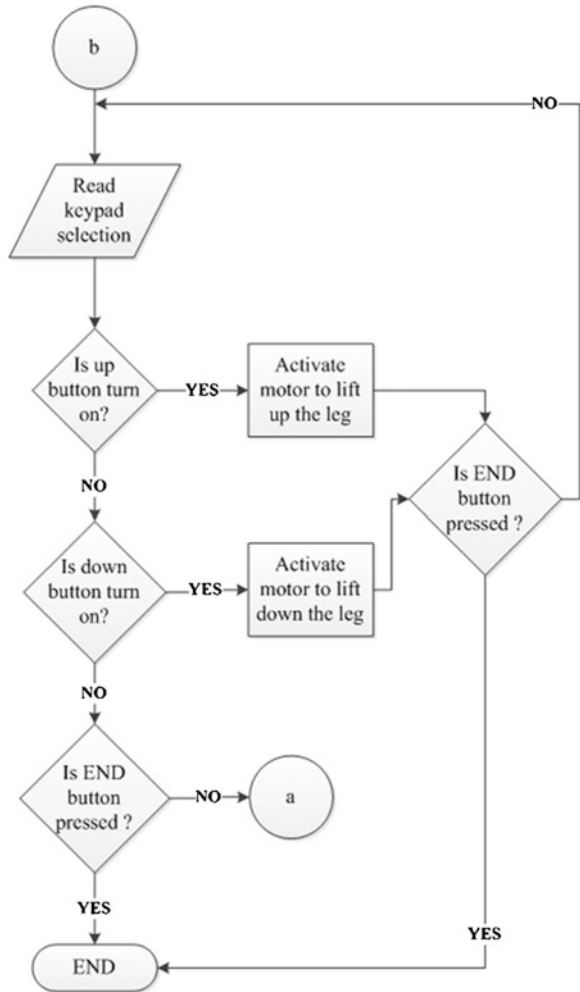 b
NO
Read
keypad
selection
Is up
button turn
on?
YES
Activate
motor to lift
up the leg
Is END
button
pressed ?
NO
Is down
button turn
on?
YES
Activate
motor to lift
down the leg
NO
Is END
button
pressed ?
NO
a
YES
YES
END